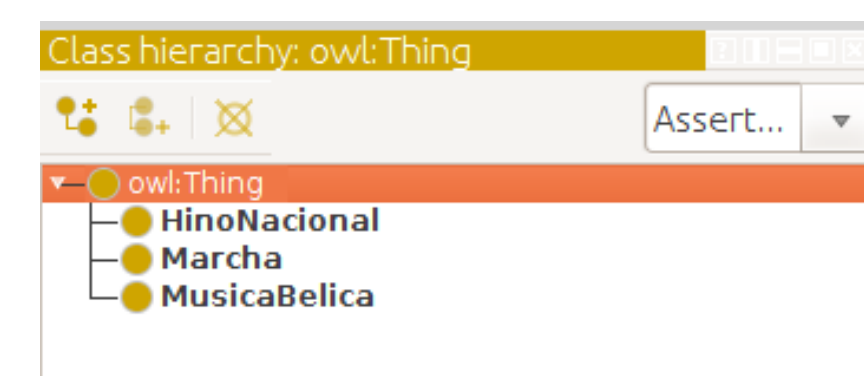 Class hierarchy: owl:Thing
Assert...
owl:Thing
HinoNacional
Marcha
MusicaBelica